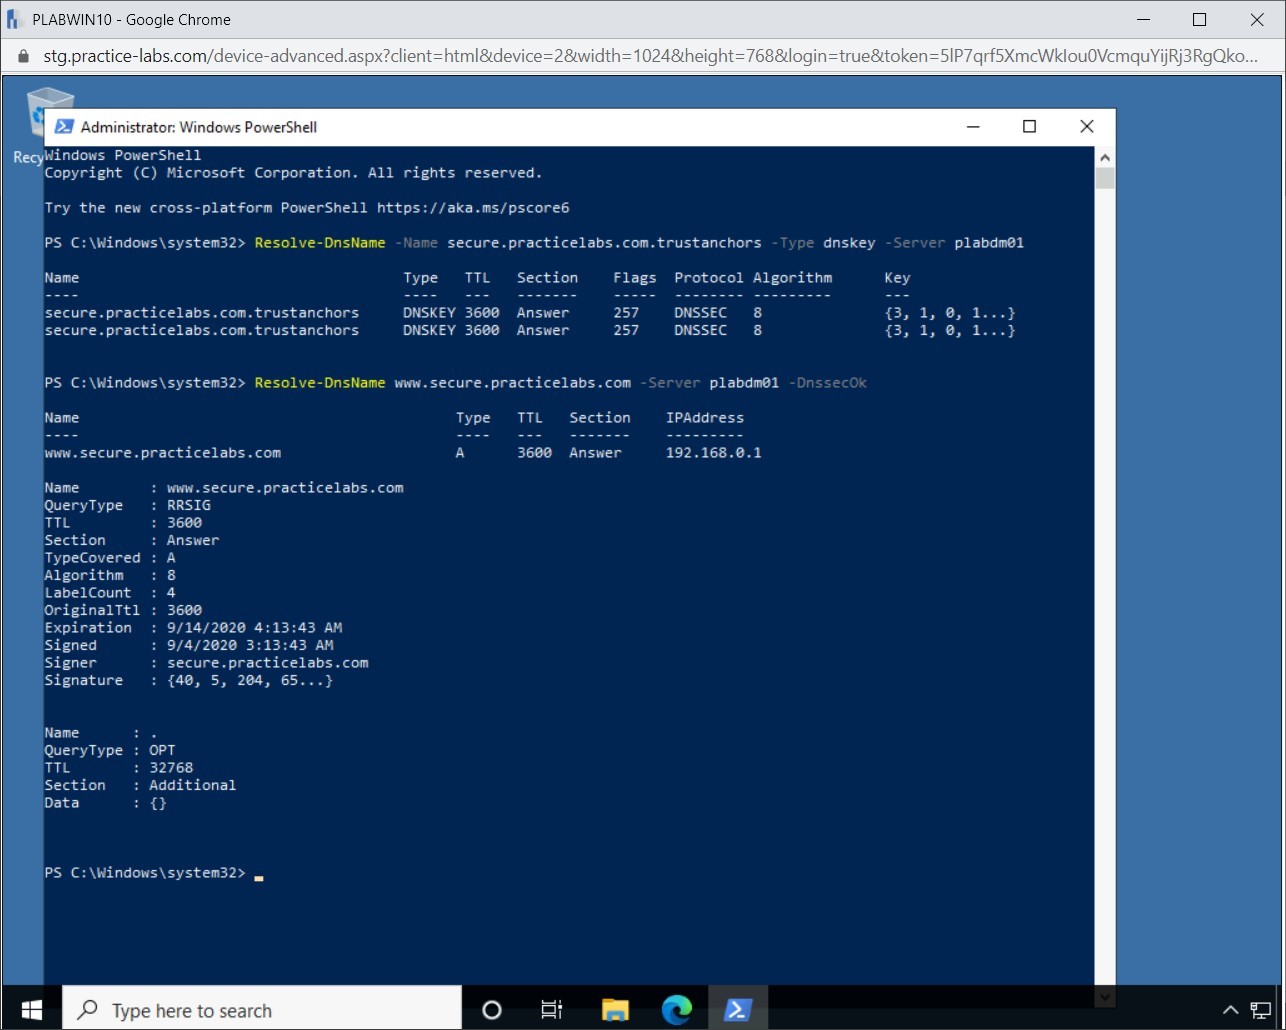 PLABWIN10 - Google Chrome
stg.practice-labs.com/device-advanced.aspx?client=html&device=2&width=1024&height=768&login=true&token=5lP7qrf5XmcWkIou0VcmquYijRj3RgQko...
Administrator: Windows PowerShell
Recy
Windows PowerShell
Copyright (C) Microsoft Corporation. All rights reserved.
Try the new cross-platform PowerShell https://aka.ms/pscore6
PS C:\Windows\system32> Resolve-DnsName -Name secure.practicelabs.com.trustanchors -Type dnskey -Server plabdm01
Name Type TTL Section Flags Protocol Algorithm Key
---- ---- --- ------- ----- -------- --------- ---
secure.practicelabs.com.trustanchors DNSKEY 3600 Answer 257 DNSSEC 8 {3, 1, 0, 1...}
secure.practicelabs.com.trustanchors DNSKEY 3600 Answer 257 DNSSEC 8 {3, 1, 0, 1...}
PS C:\Windows\system32> Resolve-DnsName www.secure.practicelabs.com -Server plabdm01 -DnssecOk
Name Type TTL Section IPAddress
---- ---- --- ------- ---------
www.secure.practicelabs.com A 3600 Answer 192.168.0.1
Name : www.secure.practicelabs.com
QueryType : RRSIG
TTL : 3600
Section : Answer
TypeCovered : A
Algorithm : 8
LabelCount : 4
OriginalTtl : 3600
Expiration : 9/14/2020 4:13:43 AM
Signed : 9/4/2020 3:13:43 AM
Signer : secure.practicelabs.com
Signature : {40, 5, 204, 65...}
Name : .
QueryType : OPT
TTL : 32768
Section : Additional
Data : {}
PS C:\Windows\system32>
Type here to search